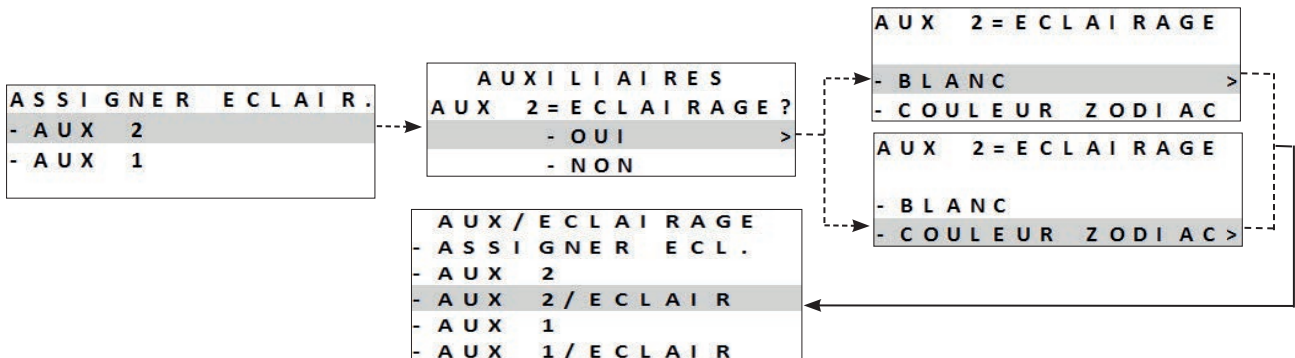 ASSIGNER ECLAIR.
- AUX 2
- AUX 1
AUXILIAIRES
AUX 2=ECLAIRAGE?
- OUI >
- NON
AUX 2=ECLAIRAGE
- BLANC >
- COULEUR ZODIAC
AUX 2=ECLAIRAGE
- BLANC
- COULEUR ZODIAC>
AUX/ECLAIRAGE
- ASSIGNER ECL.
- AUX 2
- AUX 2/ECLAIR
- AUX 1
- AUX 1/ECLAIR